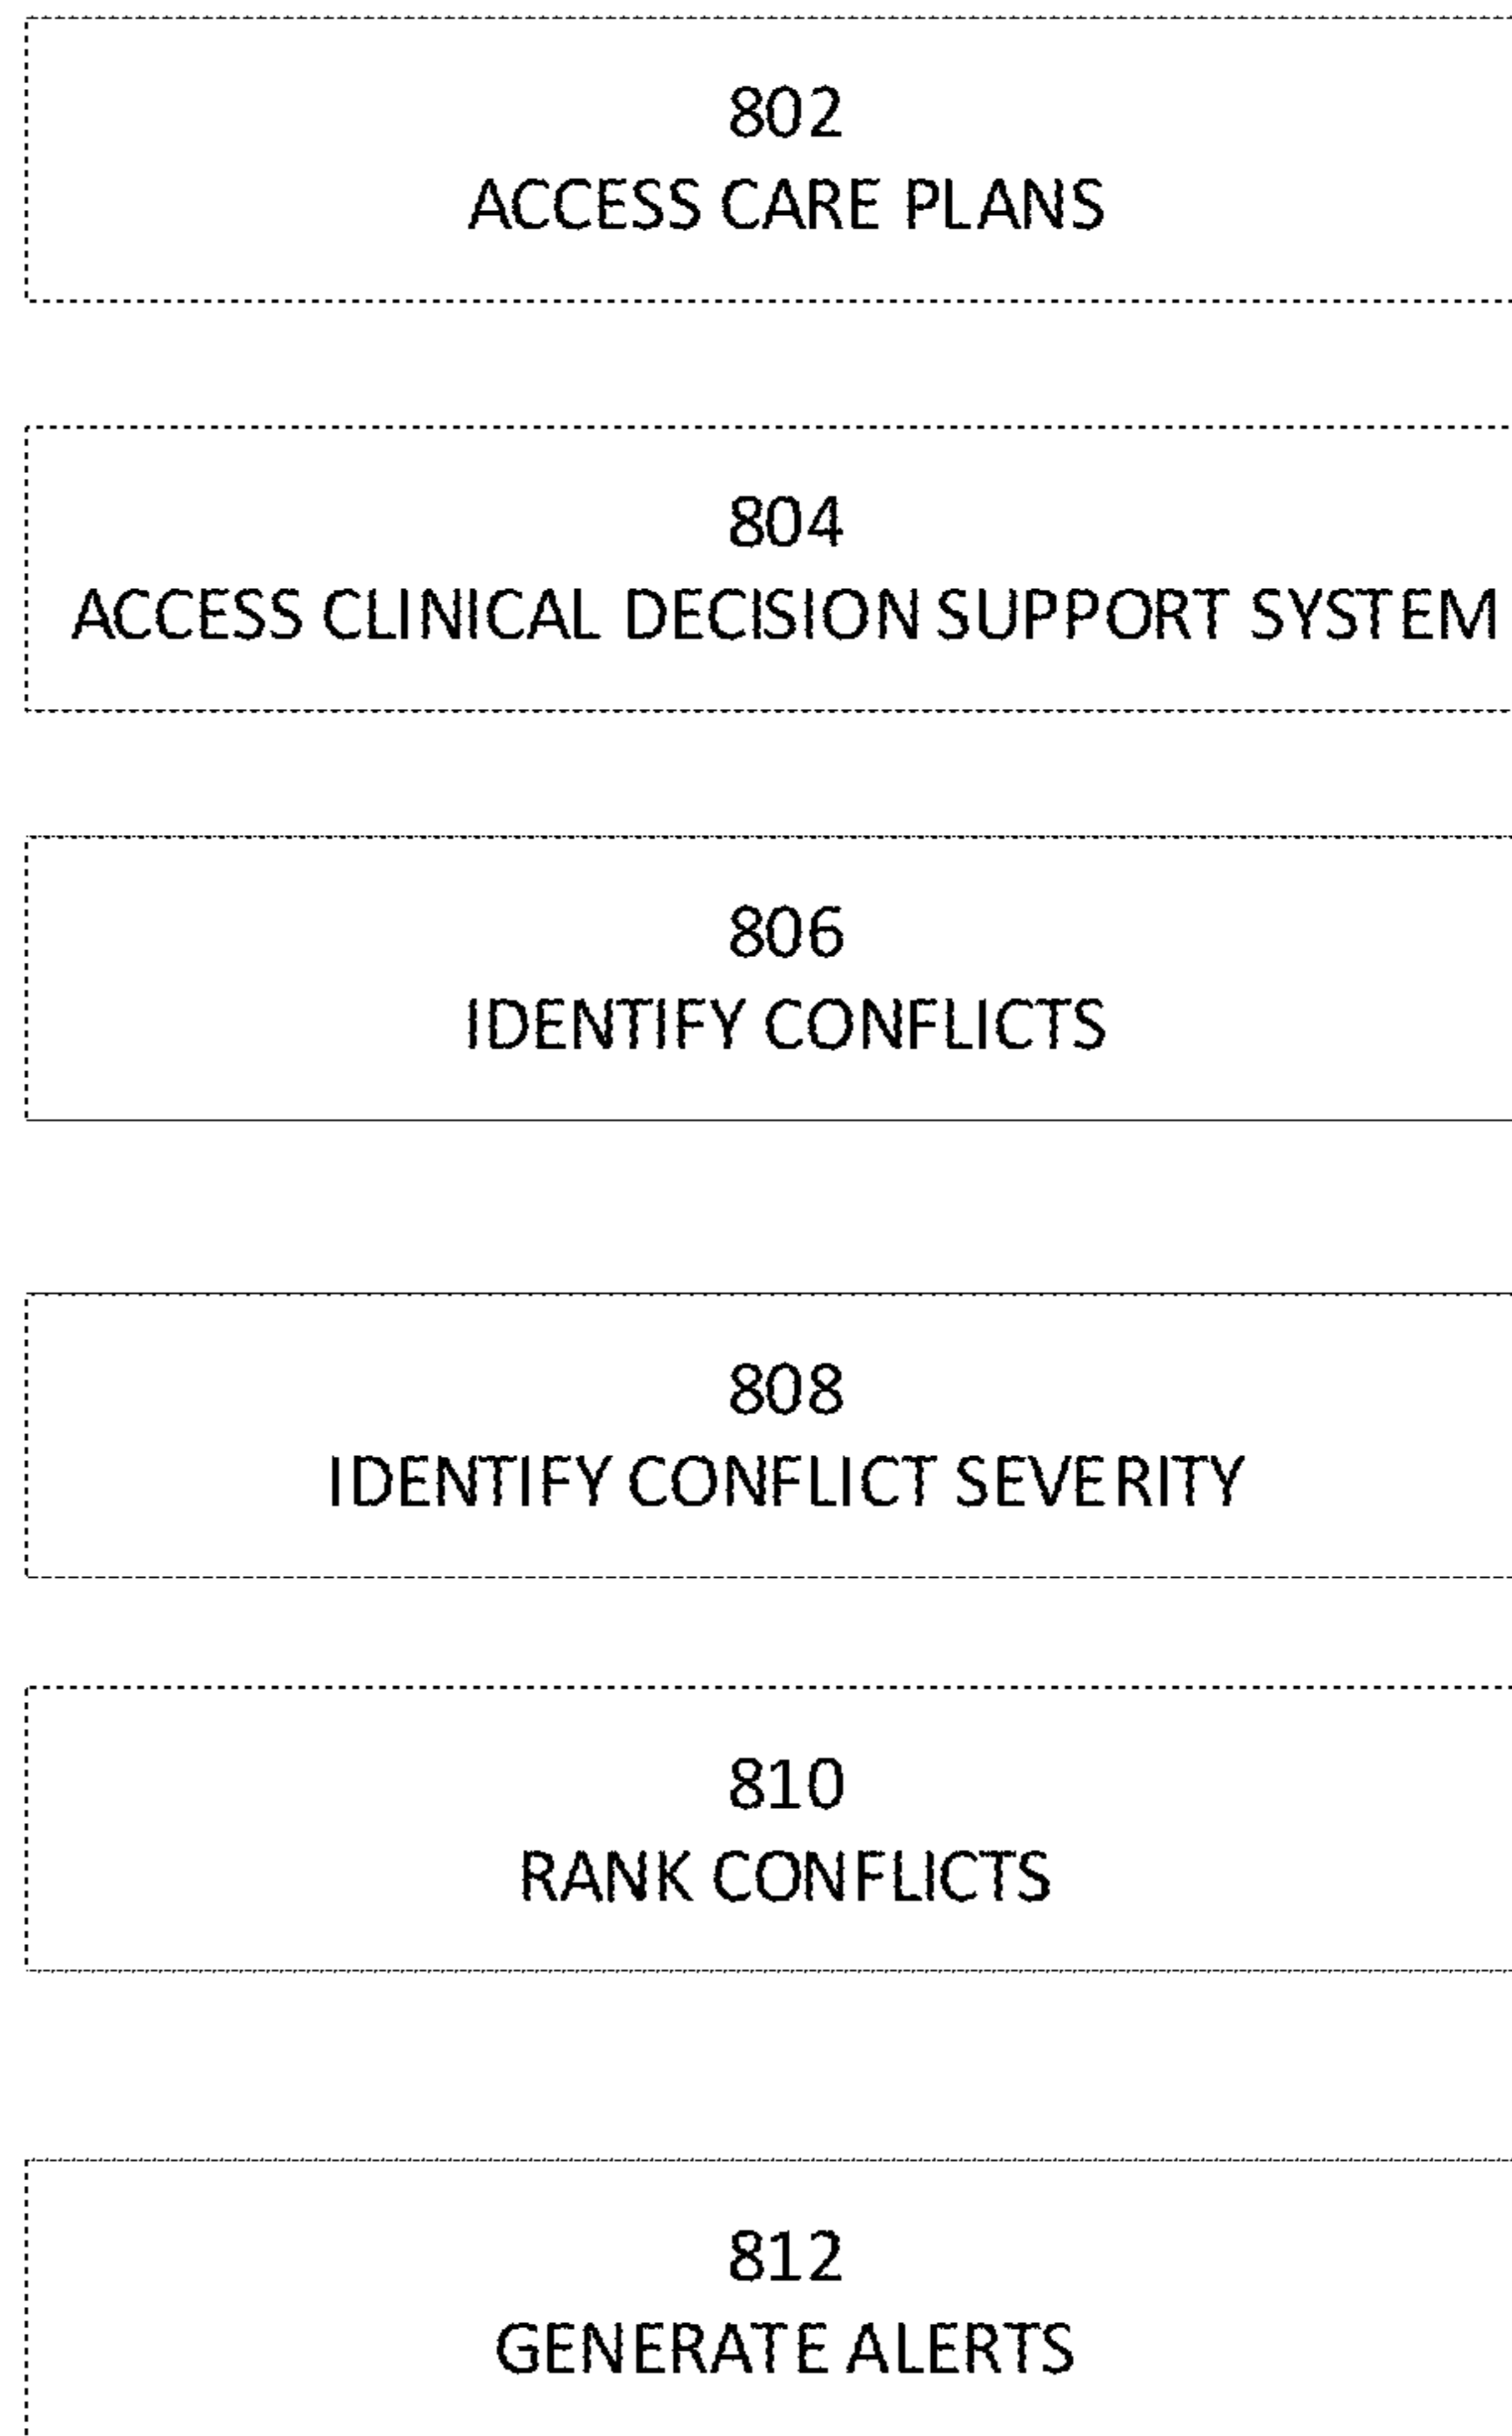 802
ACCESS CARE PLANS
804
ACCESS CLINICAL DECISION SUPPORT SYSTEM
806
IDENTIFY CONFLICTS
808
IDENTIFY CONFLICT SEVERITY
810
RANK CONFLICTS
812
GENERATE ALERTS